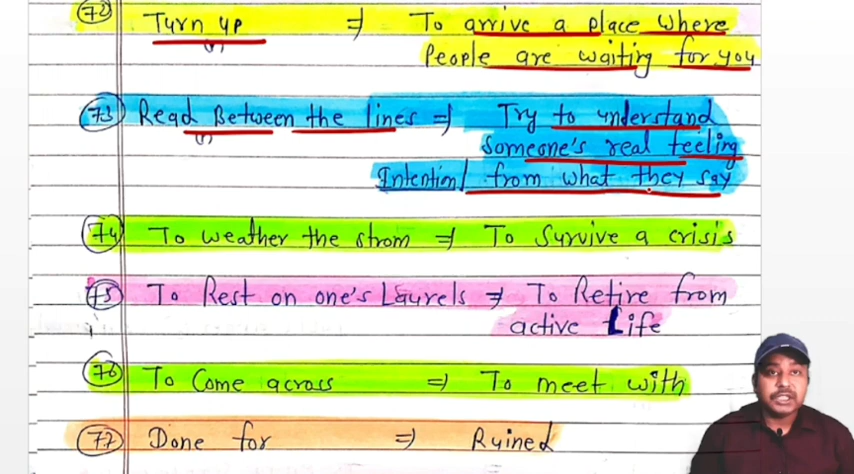 72 Turn up ⇒ To arrive a place where
People are waiting for you
73 Read Between the lines ⇒ Try to understand
Someone's real feeling
Intention/ from what they say
74 To weather the strom ⇒ To Survive a crisis
75 To Rest on one's Laurels ⇒ To Retire from
active Life
76 To Come across ⇒ To meet with
77 Done for ⇒ Ruined